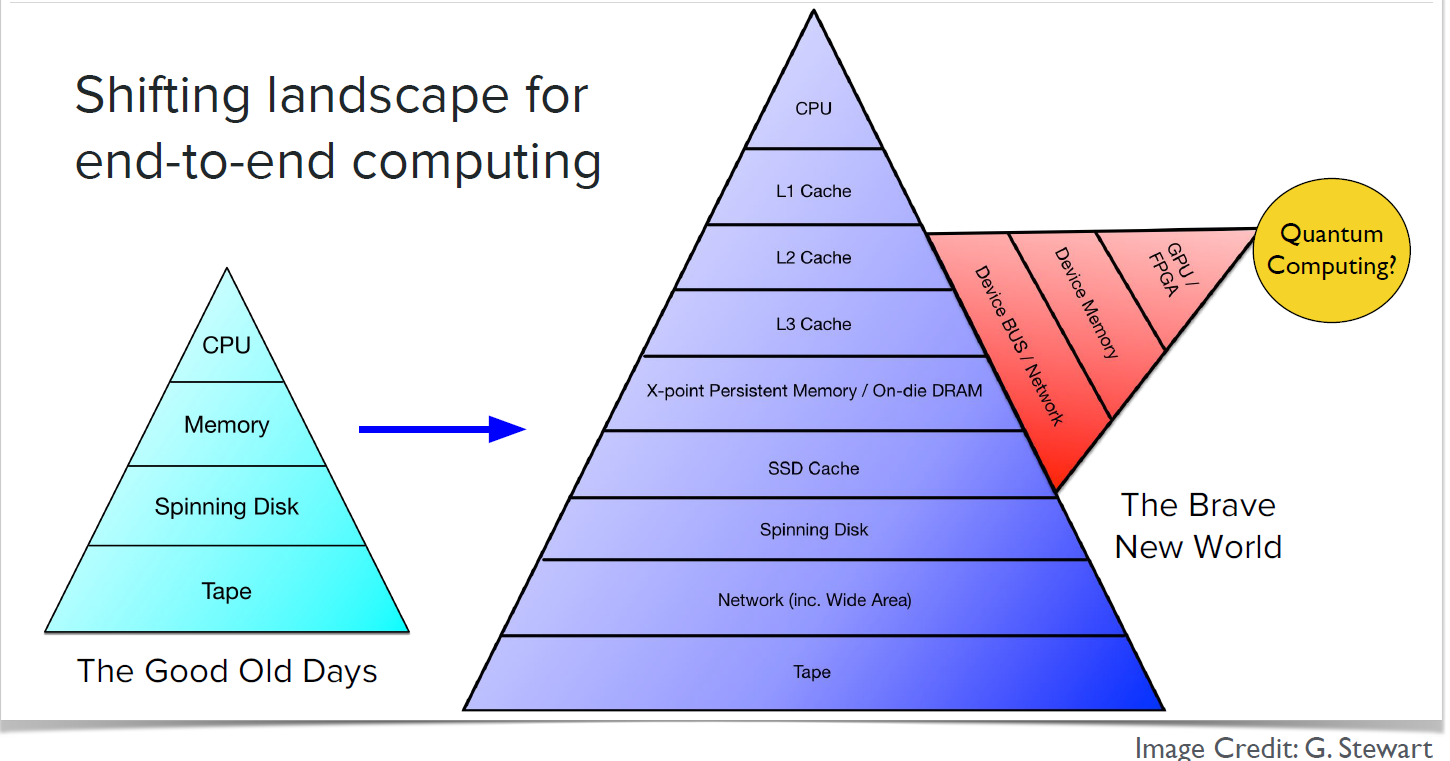 Shifting landscape for
end-to-end computing
CPU
Memory
Spinning Disk
Tape
The Good Old Days
CPU
L1 Cache
L2 Cache
L3 Cache
X-point Persistent Memory / On-die DRAM
SSD Cache
Spinning Disk
Network (inc. Wide Area)
Tape
Device BUS / Network
Device Memory
GPU /
FPGA
Quantum
Computing?
The Brave
New World
Image Credit: G. Stewart